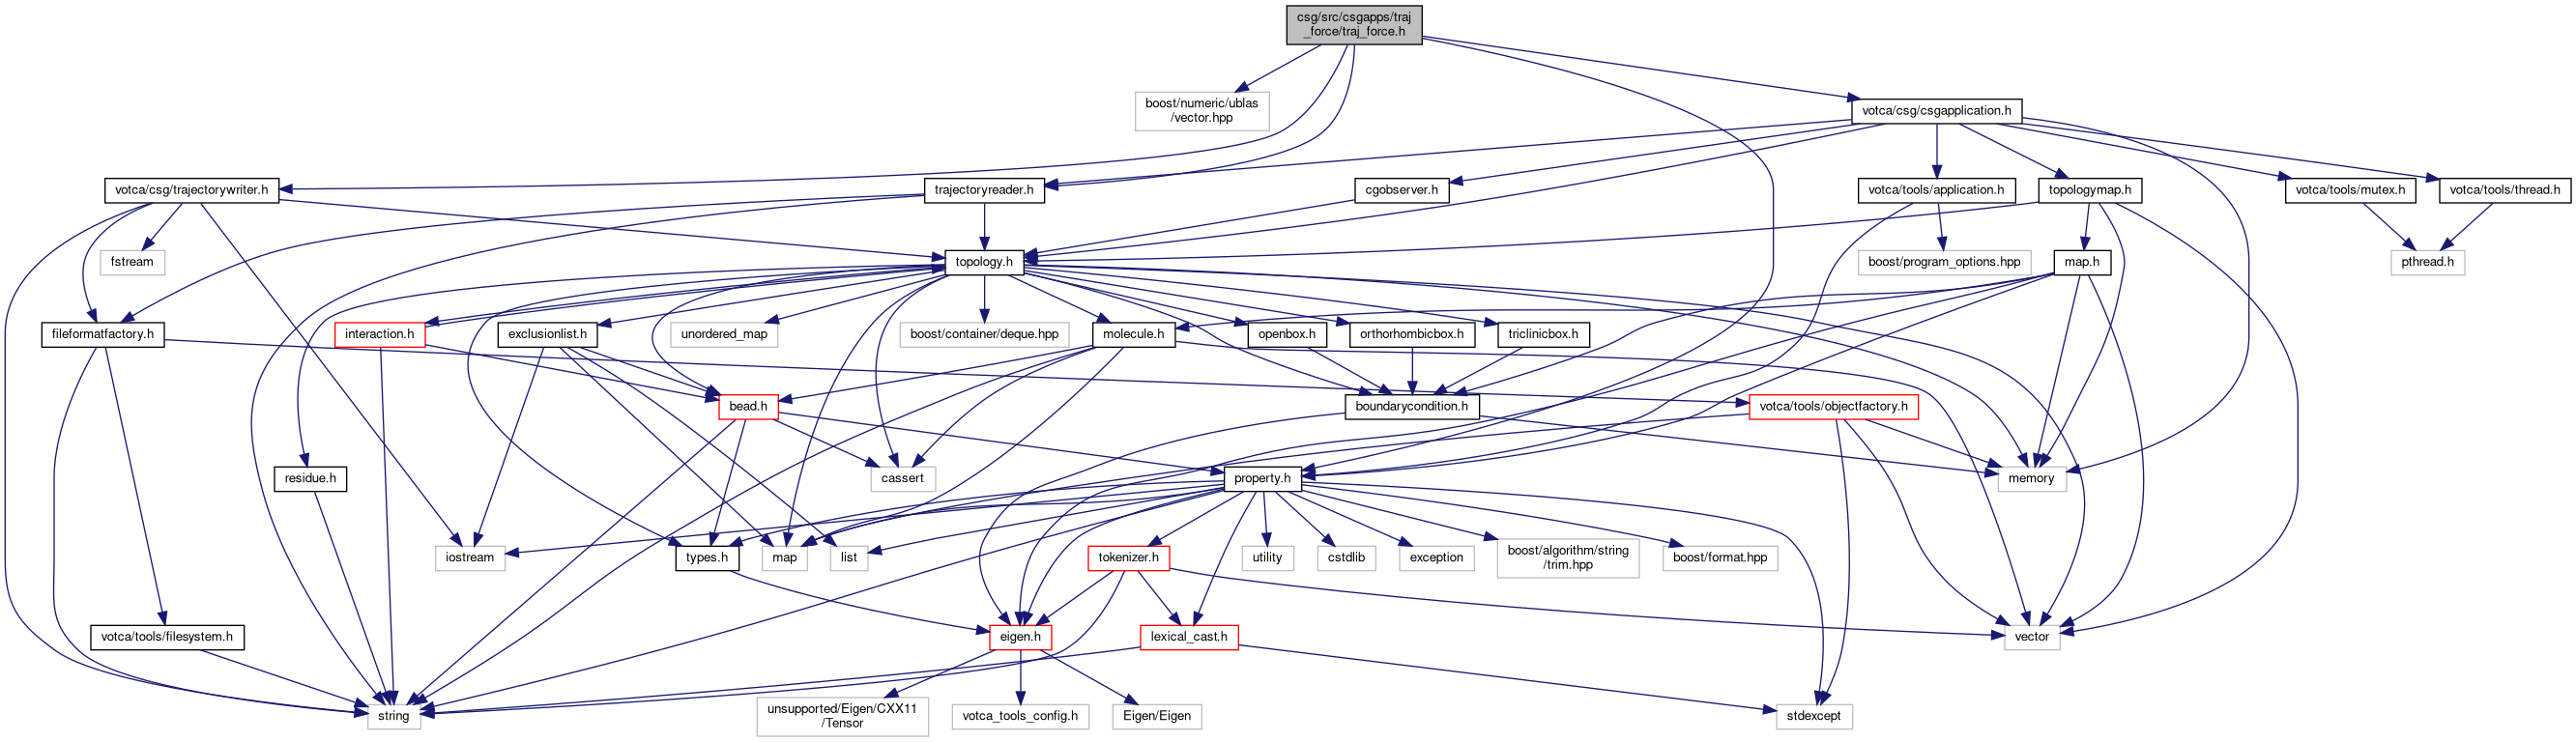 csg/src/csgapps/traj
_force/traj_force.h
boost/numeric/ublas
/vector.hpp
votca/csg/csgapplication.h
votca/csg/trajectorywriter.h
trajectoryreader.h
cgobserver.h
votca/tools/application.h
topologymap.h
votca/tools/mutex.h
votca/tools/thread.h
fstream
topology.h
boost/program_options.hpp
map.h
pthread.h
fileformatfactory.h
interaction.h
exclusionlist.h
unordered_map
boost/container/deque.hpp
molecule.h
openbox.h
orthorhombicbox.h
triclinicbox.h
bead.h
boundarycondition.h
votca/tools/objectfactory.h
residue.h
cassert
property.h
memory
iostream
types.h
map
list
tokenizer.h
utility
cstdlib
exception
boost/algorithm/string
/trim.hpp
boost/format.hpp
votca/tools/filesystem.h
eigen.h
lexical_cast.h
vector
string
unsupported/Eigen/CXX11
/Tensor
votca_tools_config.h
Eigen/Eigen
stdexcept